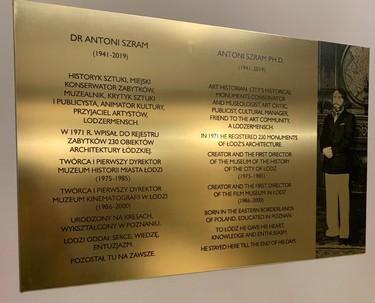 DR ANTONI SZRAM
(1941-2019)
HISTORYK SZTUKI, MIEJSKI
KONSERWATOR ZABYTKÓW,
MUZEALNIK, KRYTYK SZTUKI
I PUBLICYSTA, ANIMATOR KULTURY,
PRZYJACIEL ARTYSTÓW,
LODZERMENSCH.
W 1971 R. WPISAŁ DO REJESTRU
ZABYTKÓW 230 OBIEKTÓW
ARCHITEKTURY ŁÓDZKIEJ.
TWÓRCA I PIERWSZY DYREKTOR
MUZEUM HISTORII MIASTA ŁODZI
(1975-1985)
TWÓRCA I PIERWSZY DYREKTOR
MUZEUM KINEMATOGRAFII W ŁODZI
(1986-2000)
URODZONY NA KRESACH,
WYKSZTAŁCONY W POZNANIU.
ŁODZI ODDAŁ SERCE, WIEDZĘ,
ENTUZJAZM.
POZOSTAŁ TU NA ZAWSZE.
ANTONI SZRAM PH.D.
(1941-2019)
ART HISTORIAN, CITY'S HISTORICAL
MONUMENTS CONSERVATOR
AND MUSEOLOGIST, ART CRITIC,
PUBLICIST, CULTURAL MANAGER,
FRIEND TO THE ART COMMUNITY,
A LODZERMENSCH.
IN 1971 HE REGISTERED 230 MONUMENTS
OF ŁÓDŹ ARCHITECTURE.
CREATOR AND THE FIRST DIRECTOR
OF THE MUSEUM OF THE HISTORY
OF THE CITY OF ŁÓDŹ
(1975-1985)
CREATOR AND THE FIRST DIRECTOR
OF THE FILM MUSEUM IN ŁÓDŹ
(1986-2000)
BORN IN THE EASTERN BORDERLANDS
OF POLAND, EDUCATED IN POZNAŃ.
TO ŁÓDŹ HE GAVE HIS HEART,
KNOWLEDGE AND ENTHUSIASM.
HE STAYED HERE TILL THE END OF HIS DAYS.